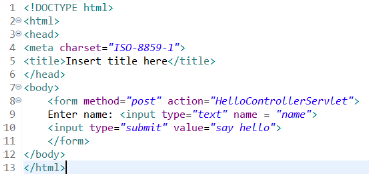 1 <!DOCTYPE html>
2 <html>
3 <head>
4 <meta charset="ISO-8859-1">
5 <title>Insert title here</title>
6 </head>
7 <body>
8     <form method="post" action="HelloControllerServlet">
9     Enter name: <input type="text" name = "name">
10     <input type="submit" value="say hello">
11     </form>
12 </body>
13 </html>